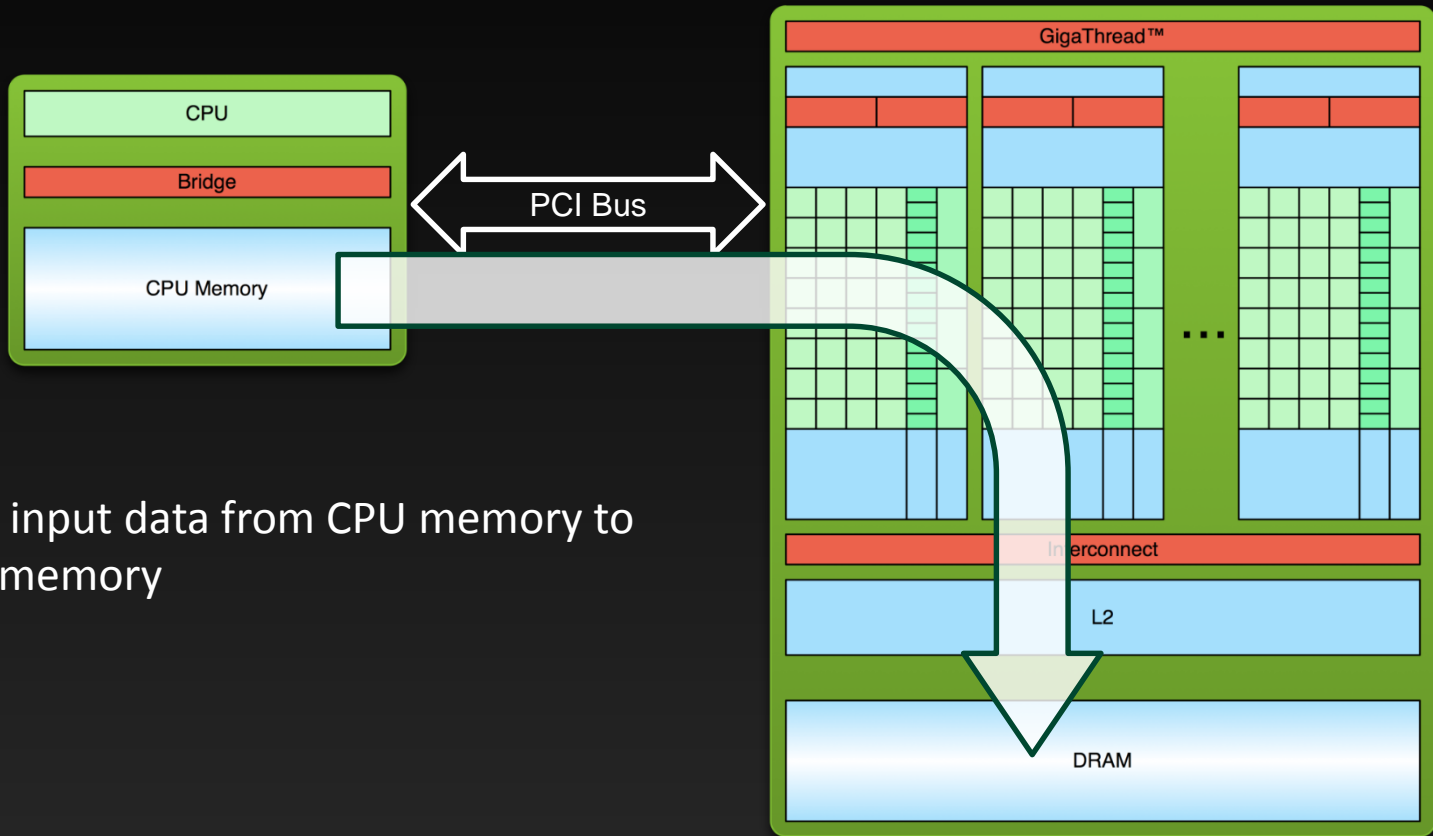 GigaThread™
CPU
Bridge
PCI Bus
CPU Memory
...
input data from CPU memory to
memory
Interconnect
L2
DRAM